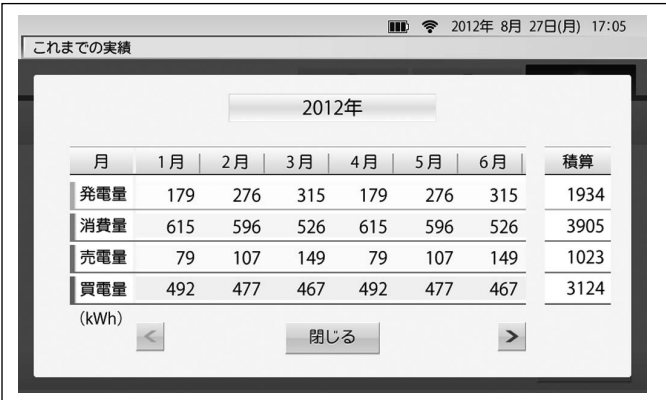 2012年 8月 27日(月) 17:05
これまでの実績
2012年
月 1月 2月 3月 4月 5月 6月 積算
発電量 179 276 315 179 276 315 1934
消費量 615 596 526 615 596 526 3905
売電量 79 107 149 79 107 149 1023
買電量 492 477 467 492 477 467 3124
(kWh)
< 閉じる >